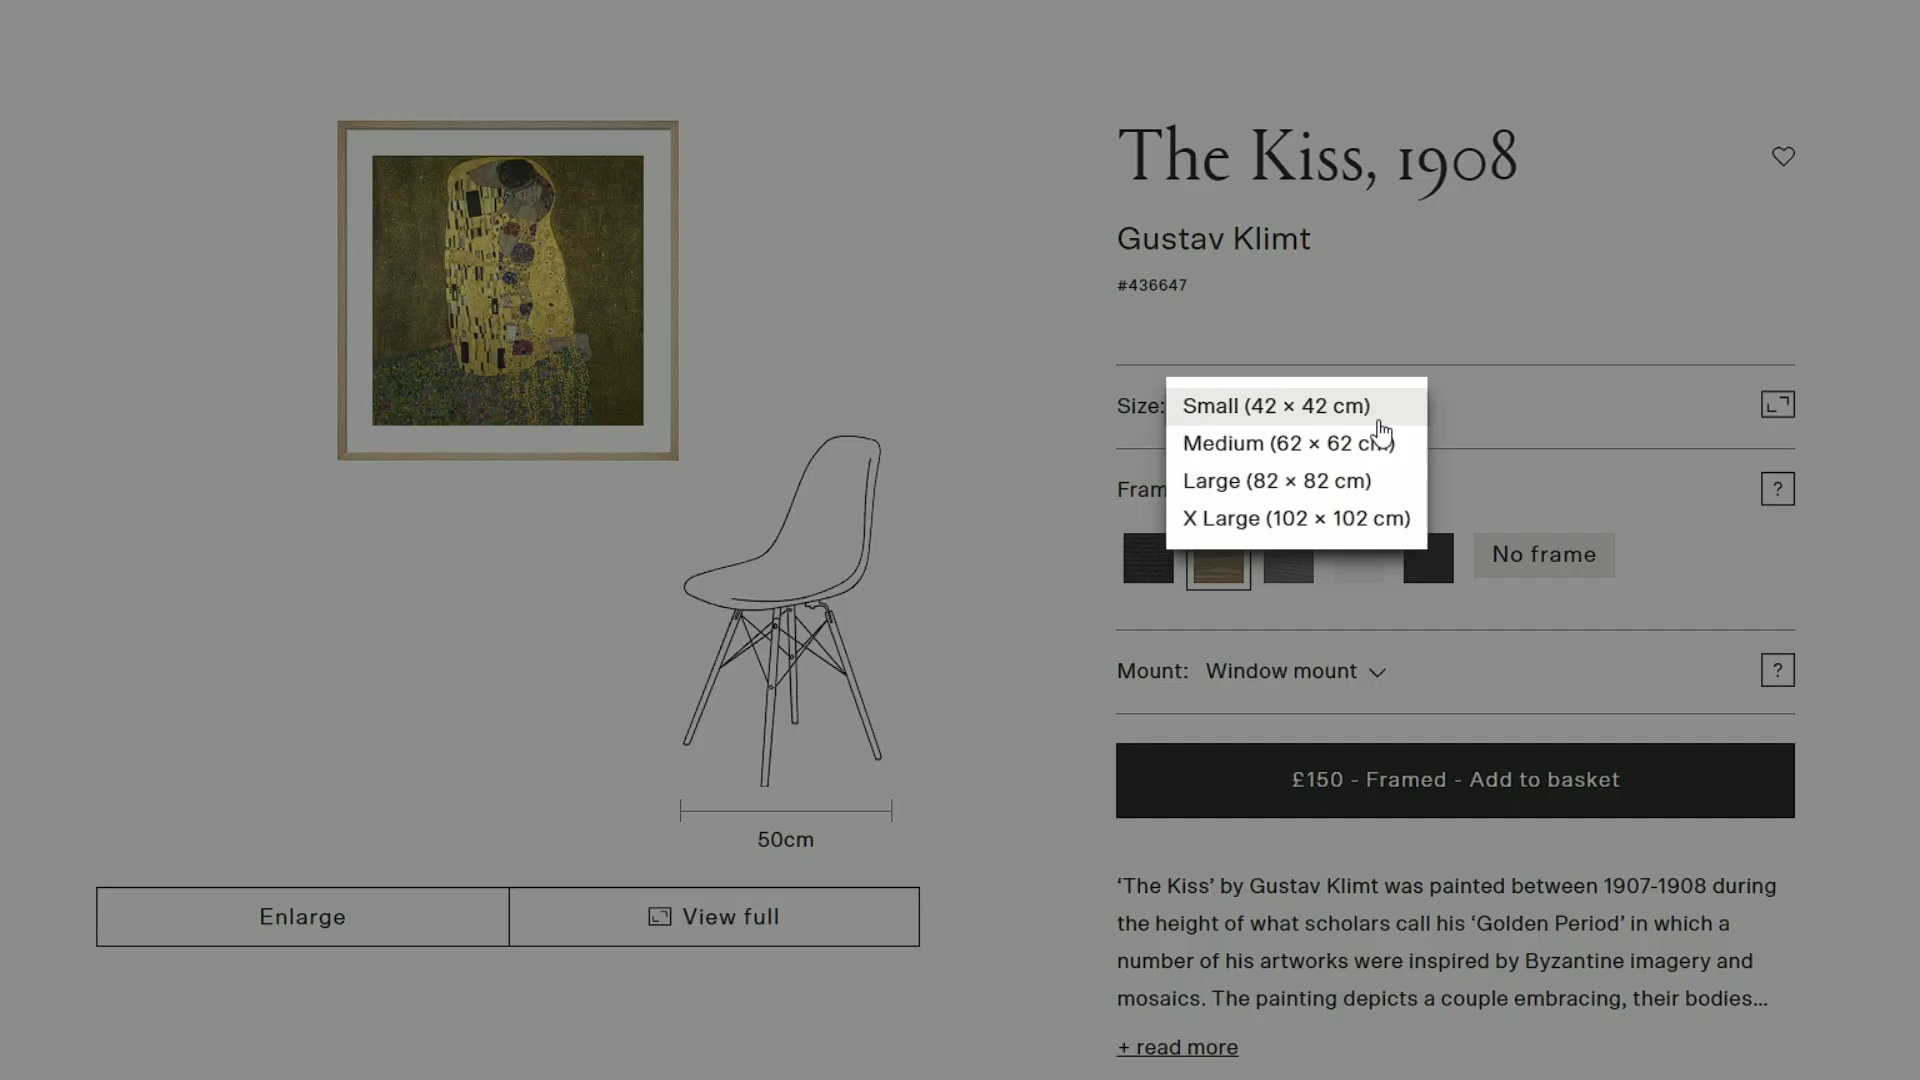 The Kiss, 1908
Gustav Klimt
#436647
Size:
Small (42 × 42 cm)
Medium (62 × 62 cm)
Large (82 × 82 cm)
X Large (102 × 102 cm)
Fram
?
No frame
Mount: Window mount
?
£150 - Framed - Add to basket
50cm
Enlarge
View full
‘The Kiss’ by Gustav Klimt was painted between 1907-1908 during
the height of what scholars call his ‘Golden Period’ in which a
number of his artworks were inspired by Byzantine imagery and
mosaics. The painting depicts a couple embracing, their bodies...
+ read more